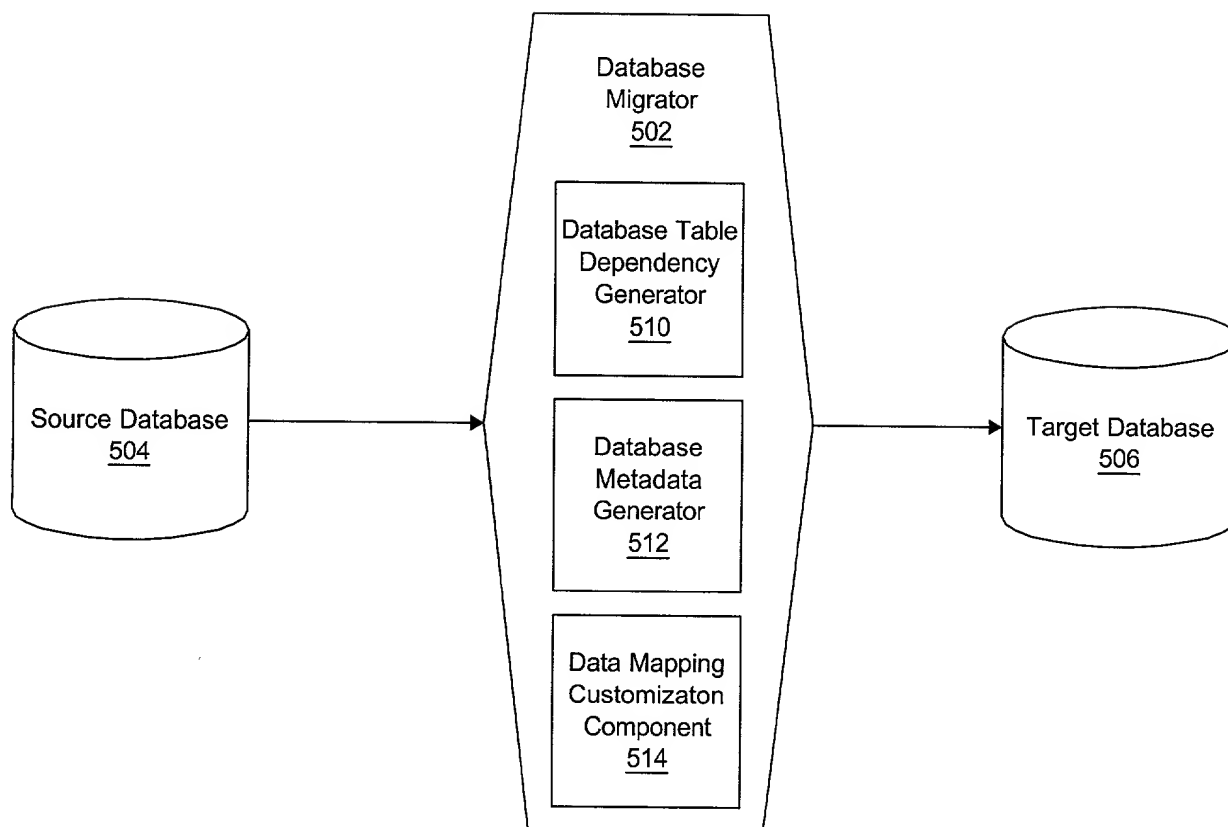 Database
Migrator
502
Database Table
Dependency
Generator
510
Source Database
504
Database
Metadata
Generator
512
Target Database
506
Data Mapping
Customizaton
Component
514